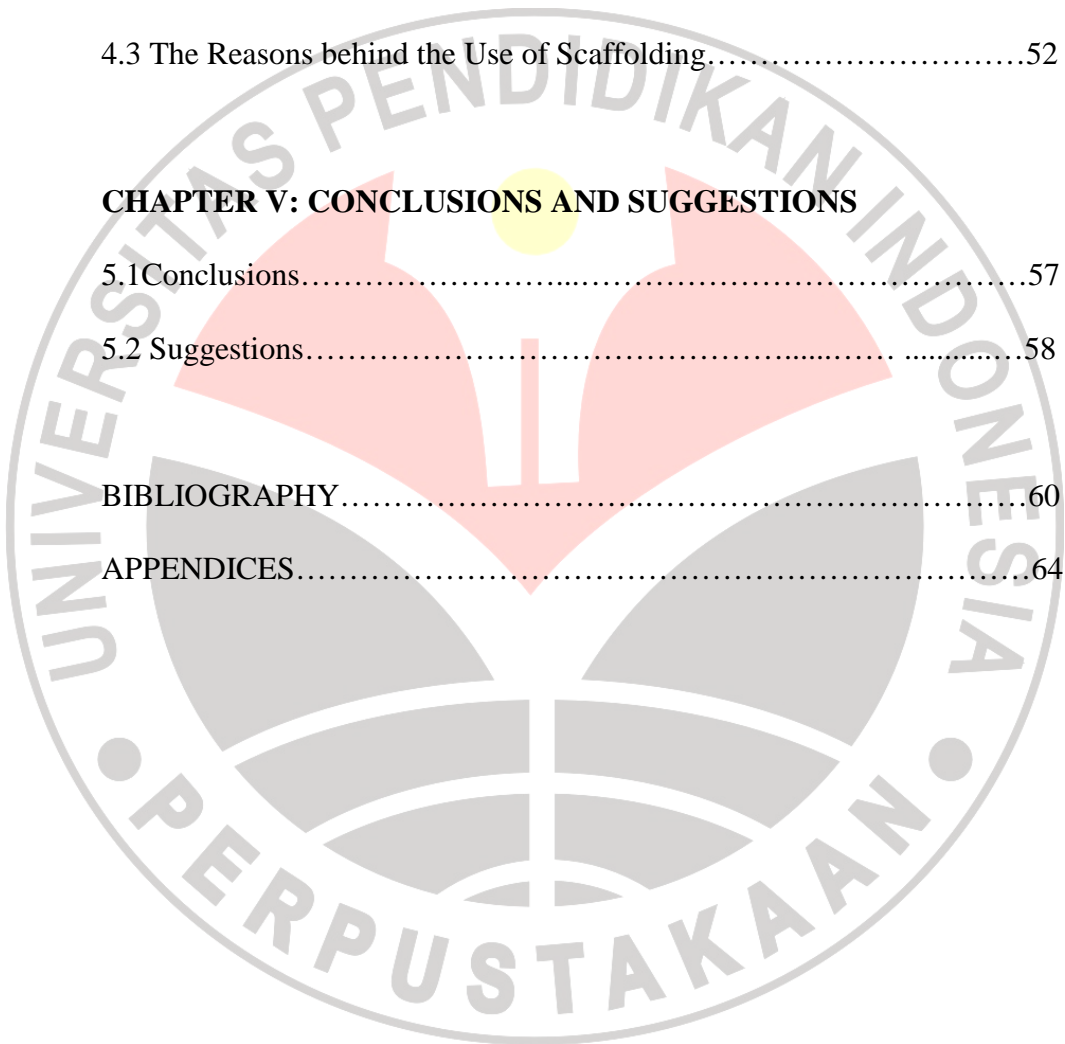 4.3 The Reasons behind the Use of Scaffolding…………………………52
CHAPTER V: CONCLUSIONS AND SUGGESTIONS
5.1Conclusions……………………...……………………………………57
5.2 Suggestions………………………………………......…… ............…58
BIBLIOGRAPHY………………………..………………………………60
APPENDICES……………………………………………………………64
UNIVERSITAS PENDIDIKAN INDONESIA
PERPUSTAKAAN